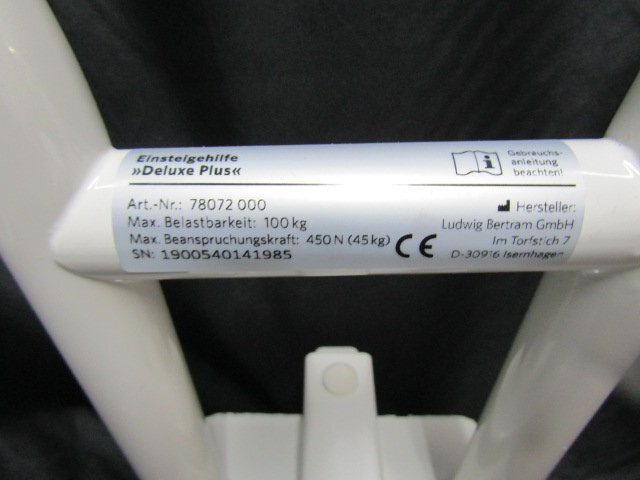 Einsteigehilfe
»Deluxe Plus«
Gebrauchs-
anleitung
beachten!
Art.-Nr.: 78072 000
Max. Belastbarkeit: 100 kg
Max. Beanspruchungskraft: 450 N (45 kg)
SN: 1900540141985
CE
Hersteller:
Ludwig Bertram GmbH
Im Torfstich 7
D-30916 Isernhagen